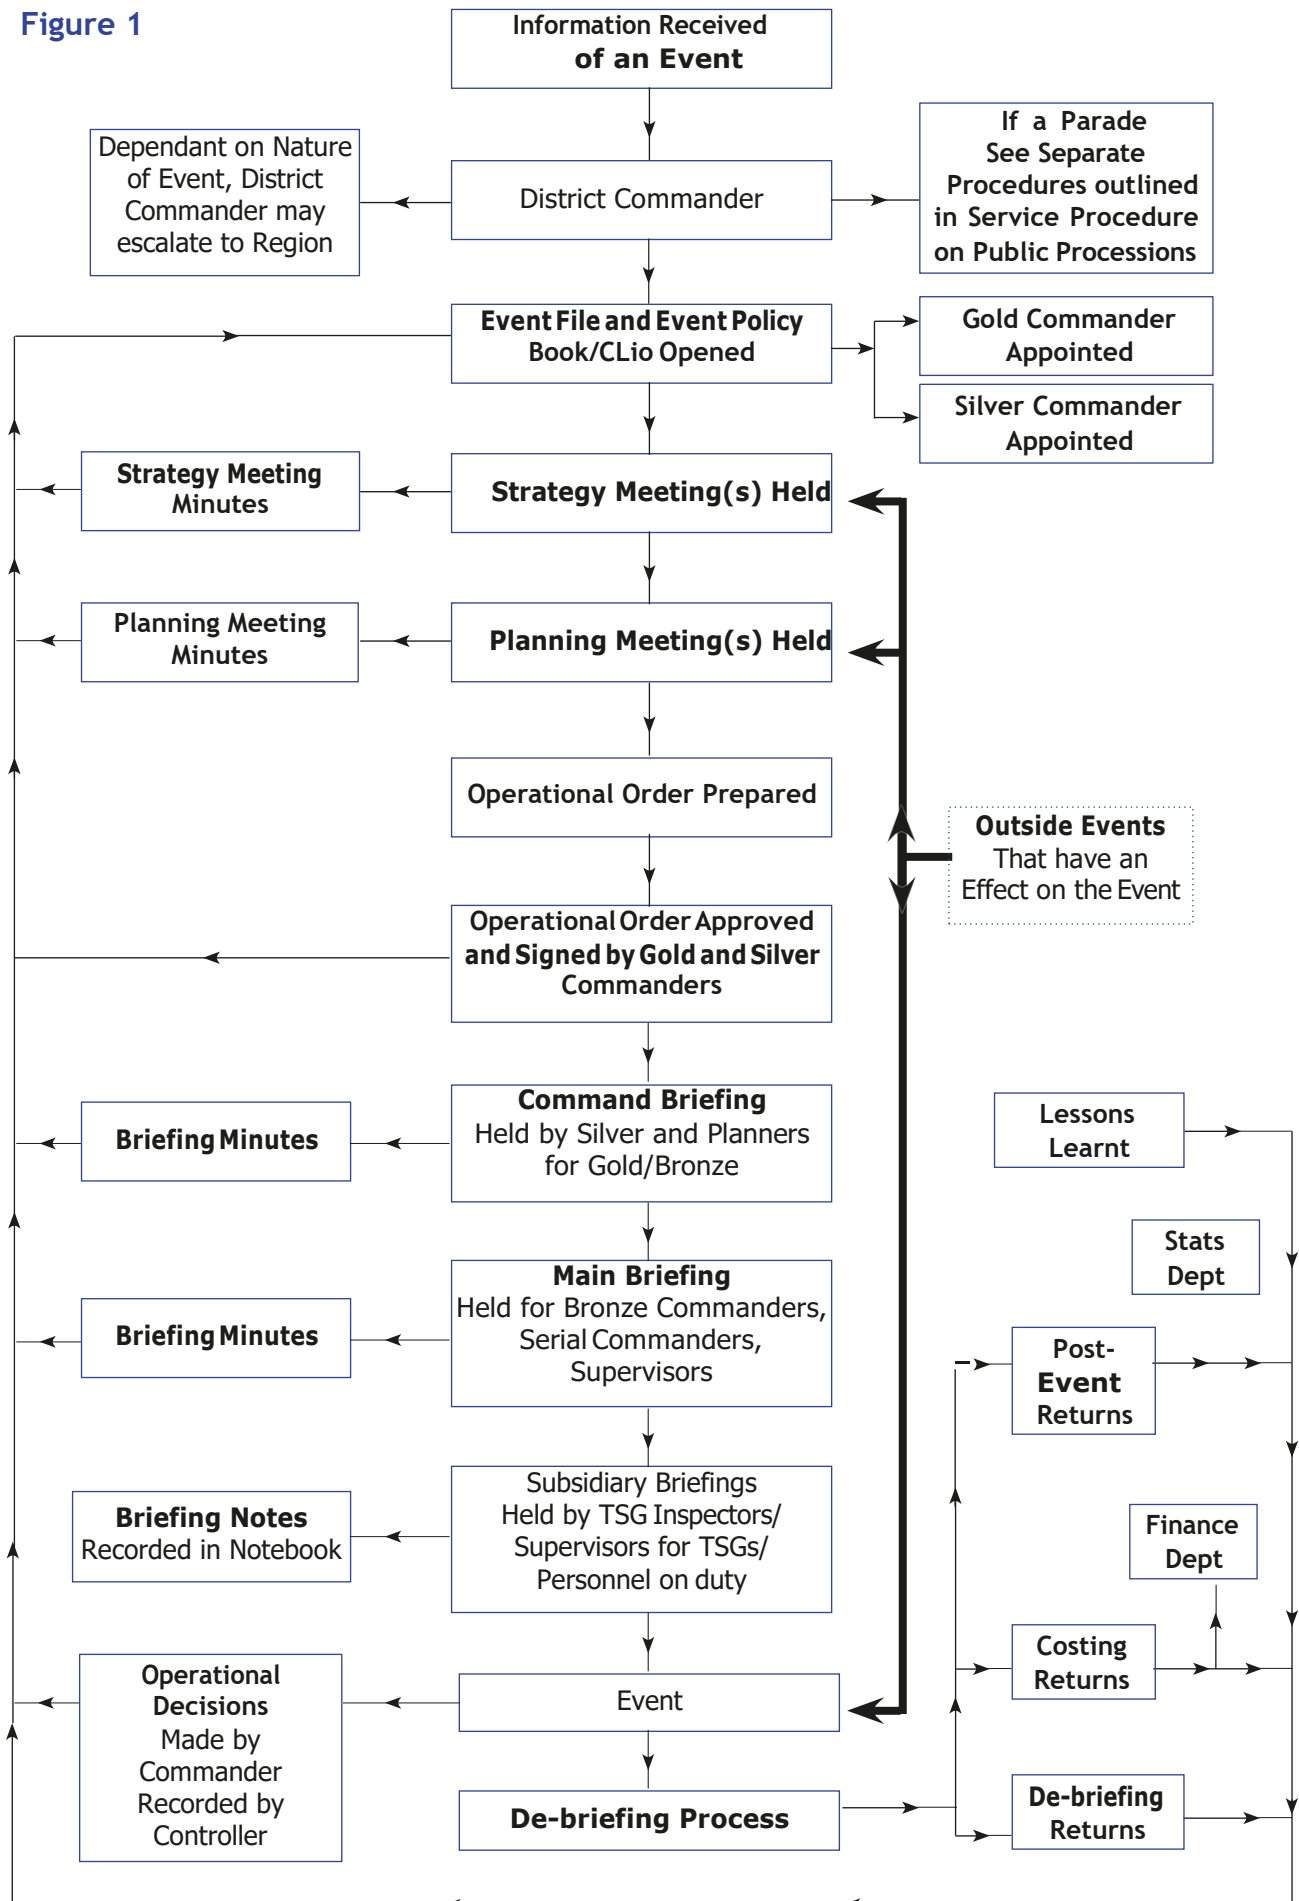 Figure 1
Information Received
of an Event
Dependant on Nature
of Event, District
Commander may
escalate to Region
District Commander
If a Parade
See Separate
Procedures outlined
in Service Procedure
on Public Processions
Event File and Event Policy
Book/CLio Opened
Gold Commander
Appointed
Silver Commander
Appointed
Strategy Meeting
Minutes
Strategy Meeting(s) Held
Planning Meeting
Minutes
Planning Meeting(s) Held
Operational Order Prepared
Outside Events
That have an
Effect on the Event
Operational Order Approved
and Signed by Gold and Silver
Commanders
Briefing Minutes
Command Briefing
Held by Silver and Planners
for Gold/Bronze
Lessons
Learnt
Stats
Dept
Briefing Minutes
Main Briefing
Held for Bronze Commanders,
Serial Commanders,
Supervisors
Post-
Event
Returns
Briefing Notes
Recorded in Notebook
Subsidiary Briefings
Held by TSG Inspectors/
Supervisors for TSGs/
Personnel on duty
Finance
Dept
Costing
Returns
Operational
Decisions
Made by
Commander
Recorded by
Controller
Event
De-briefing Process
De-briefing
Returns